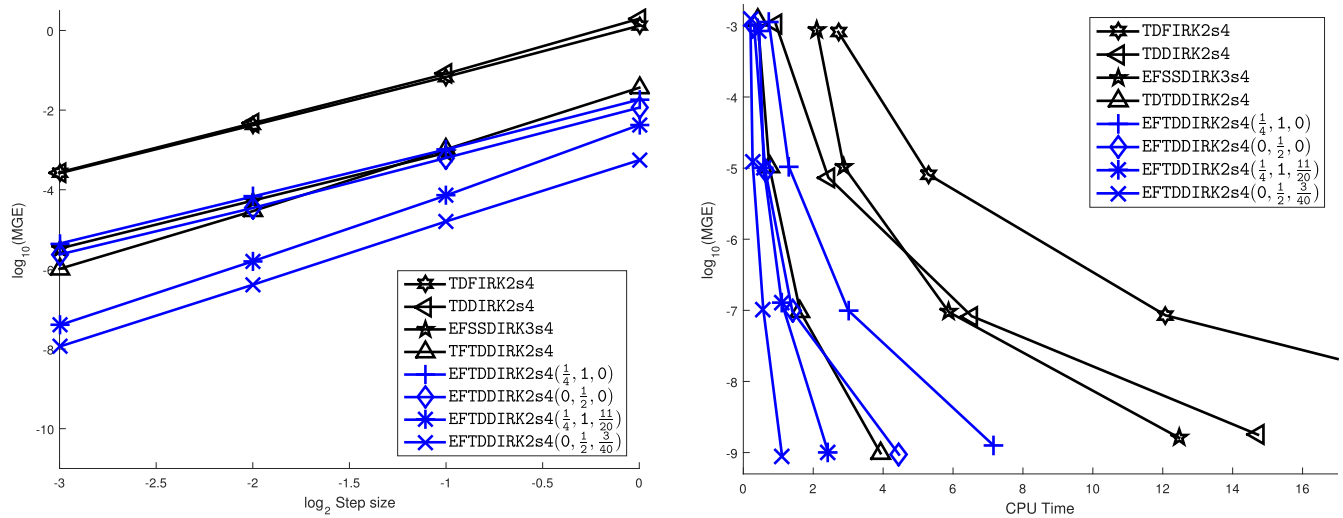 0
-2
-4
-6
-8
-10
-3
-2.5
-2
-1.5
-1
-0.5
0
log10(MGE)
log2 Step size
TDFIRK2s4
TDDIRK2s4
EFSSDIRK3s4
TFTDDIRK2s4
EFTDDIRK2s4(1/4, 1, 0)
EFTDDIRK2s4(0, 1/2, 0)
EFTDDIRK2s4(1/4, 1, 11/20)
EFTDDIRK2s4(0, 1/2, 3/40)
-3
-4
-5
-6
-7
-8
-9
0
2
4
6
8
10
12
14
16
log10(MGE)
CPU Time
TDFIRK2s4
TDDIRK2s4
EFSSDIRK3s4
TDTDDIRK2s4
EFTDDIRK2s4(1/4, 1, 0)
EFTDDIRK2s4(0, 1/2, 0)
EFTDDIRK2s4(1/4, 1, 11/20)
EFTDDIRK2s4(0, 1/2, 3/40)